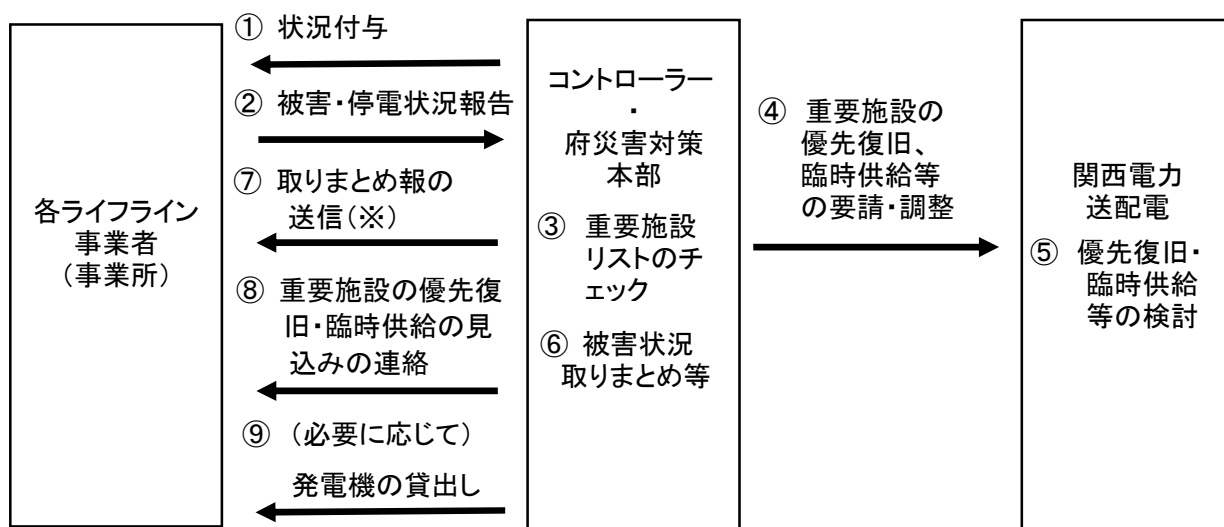 各ライフライン
事業者
(事業所)
① 状況付与
② 被害・停電状況報告
⑦ 取りまとめ報の
送信(※)
⑧ 重要施設の優先復
旧・臨時供給の見
込みの連絡
⑨ (必要に応じて)
発電機の貸出し
コントローラー
・
府災害対策
本部
③ 重要施設
リストのチ
ェック
⑥ 被害状況
取りまとめ等
④ 重要施設の
優先復旧、
臨時供給等
の要請・調整
関西電力
送配電
⑤ 優先復旧・
臨時供給
等の検討